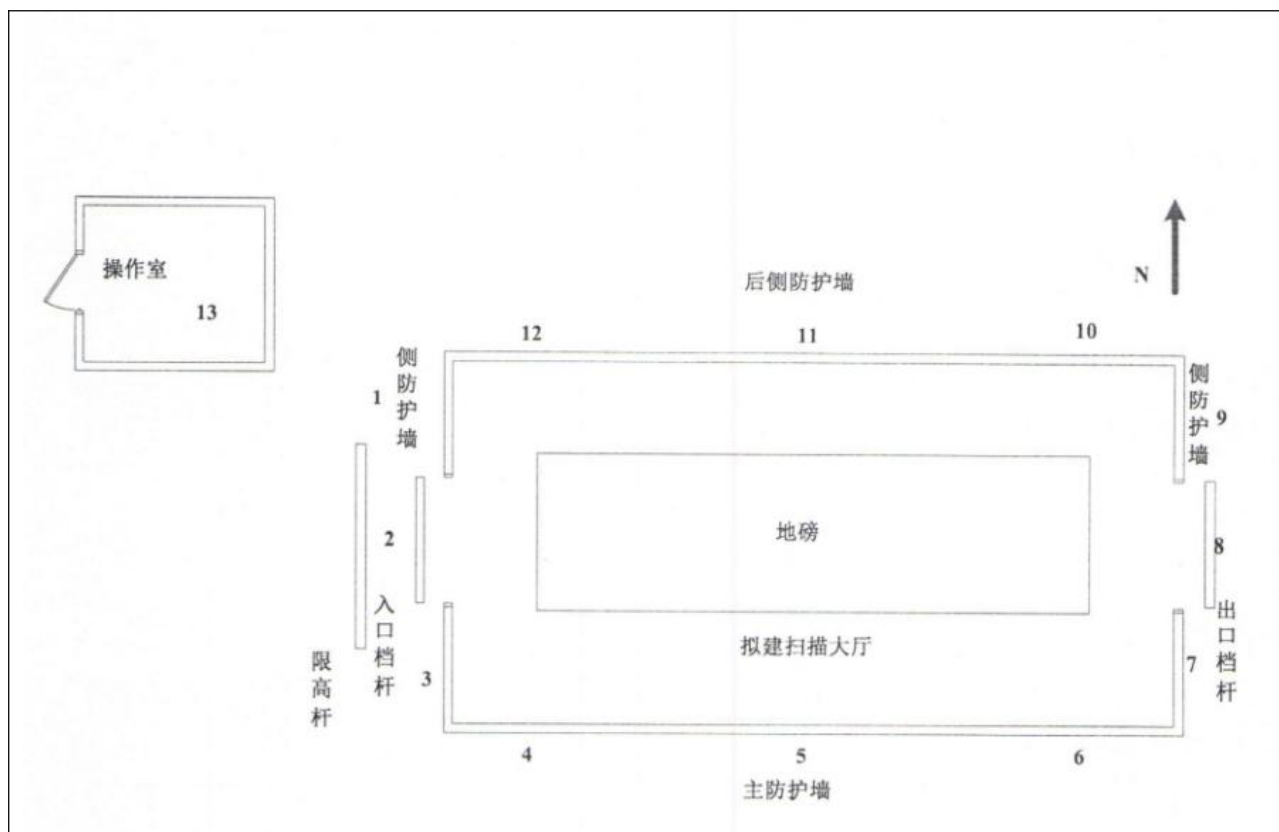 操作室
13
N
后侧防护墙
12
11
10
侧防护墙
1
侧防护墙
9
2
地磅
8
入口档杆
出口档杆
拟建扫描大厅
限高杆
3
7
4
5
6
主防护墙